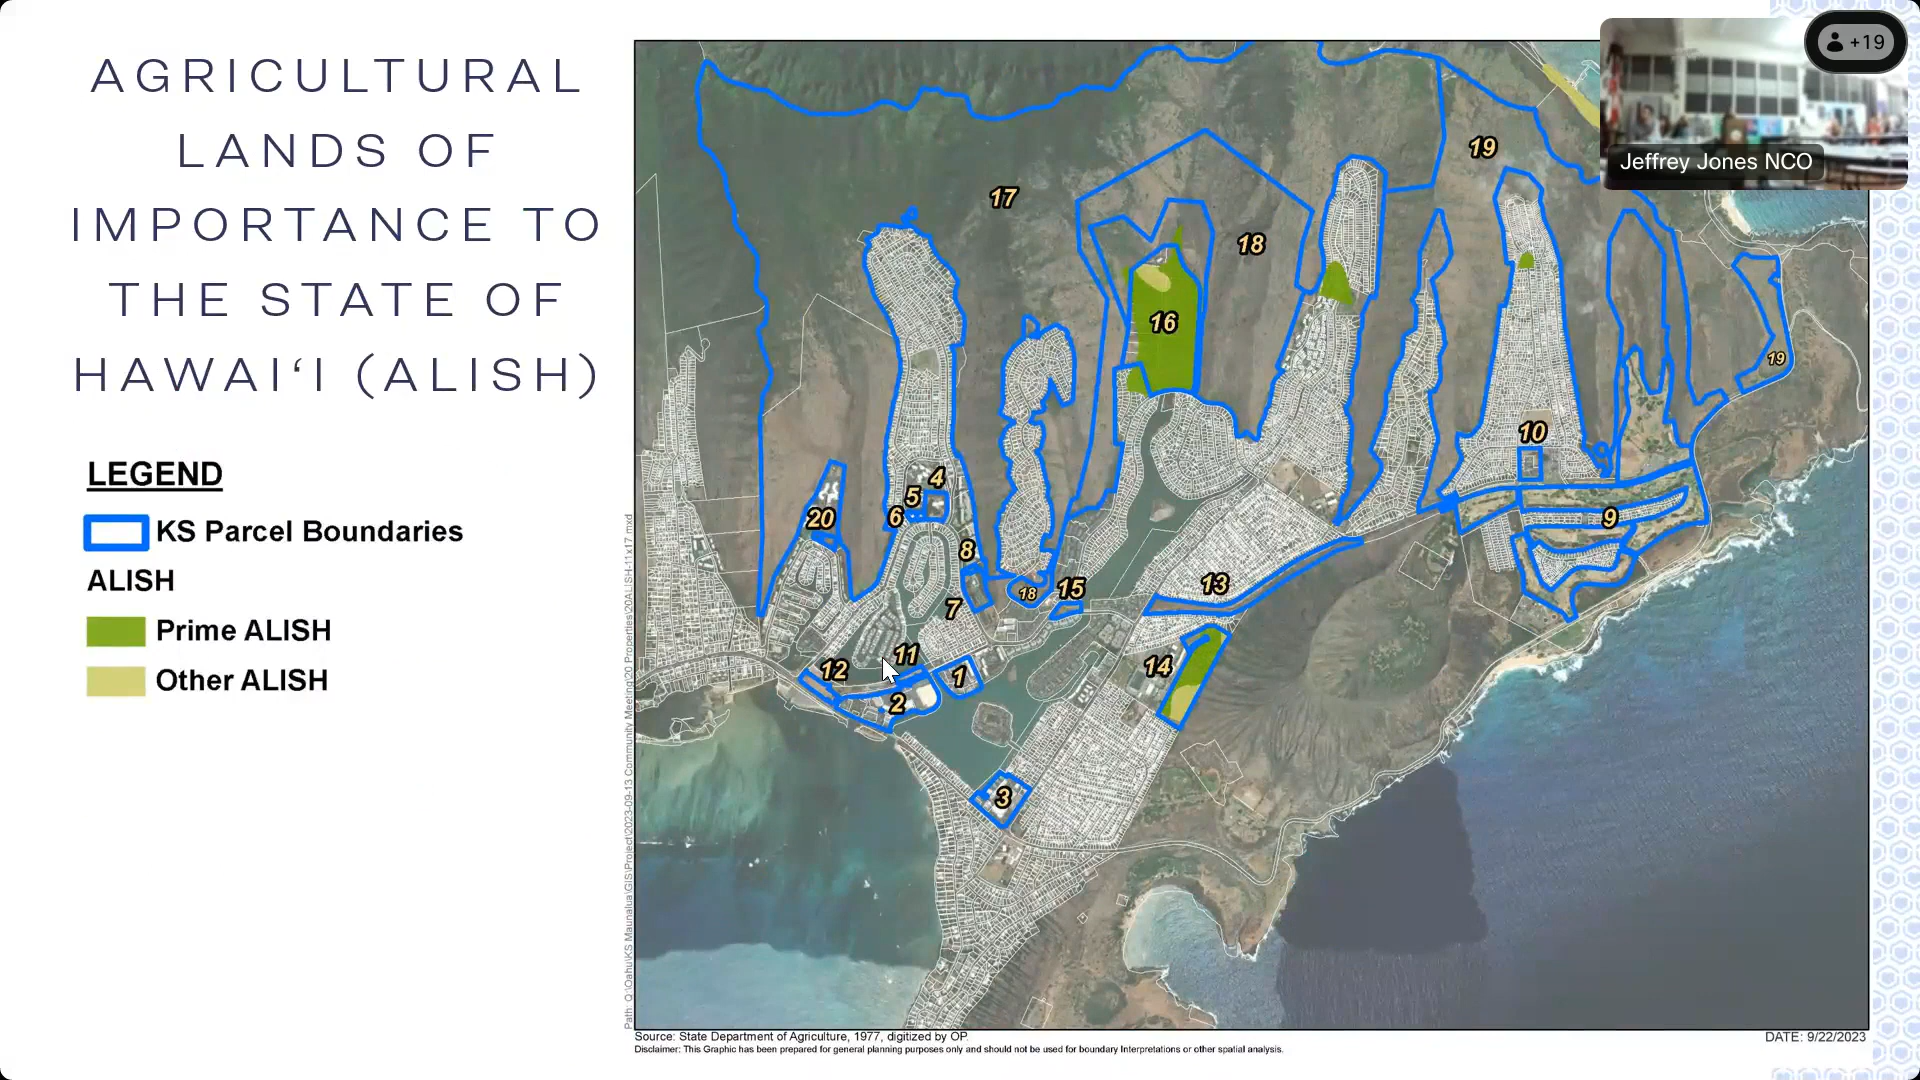 AGRICULTURAL
LANDS OF
IMPORTANCE TO
THE STATE OF
HAWAIʻI (ALISH)
LEGEND
KS Parcel Boundaries
ALISH
Prime ALISH
Other ALISH
+19
Jeffrey Jones NCO
19
17
18
16
19
10
4
5
6
20
9
8
13
15
18
7
11
14
12
1
2
3
Path: Q:\Oahu\KS Maunalua\GIS\Project\2023-09-13 Community Meeting\20 Properties\20ALISH-11x17.mxd
Source: State Department of Agriculture, 1977, digitized by OP.
DATE: 9/22/2023
Disclaimer: This Graphic has been prepared for general planning purposes only and should not be used for boundary Interpretations or other spatial analysis.